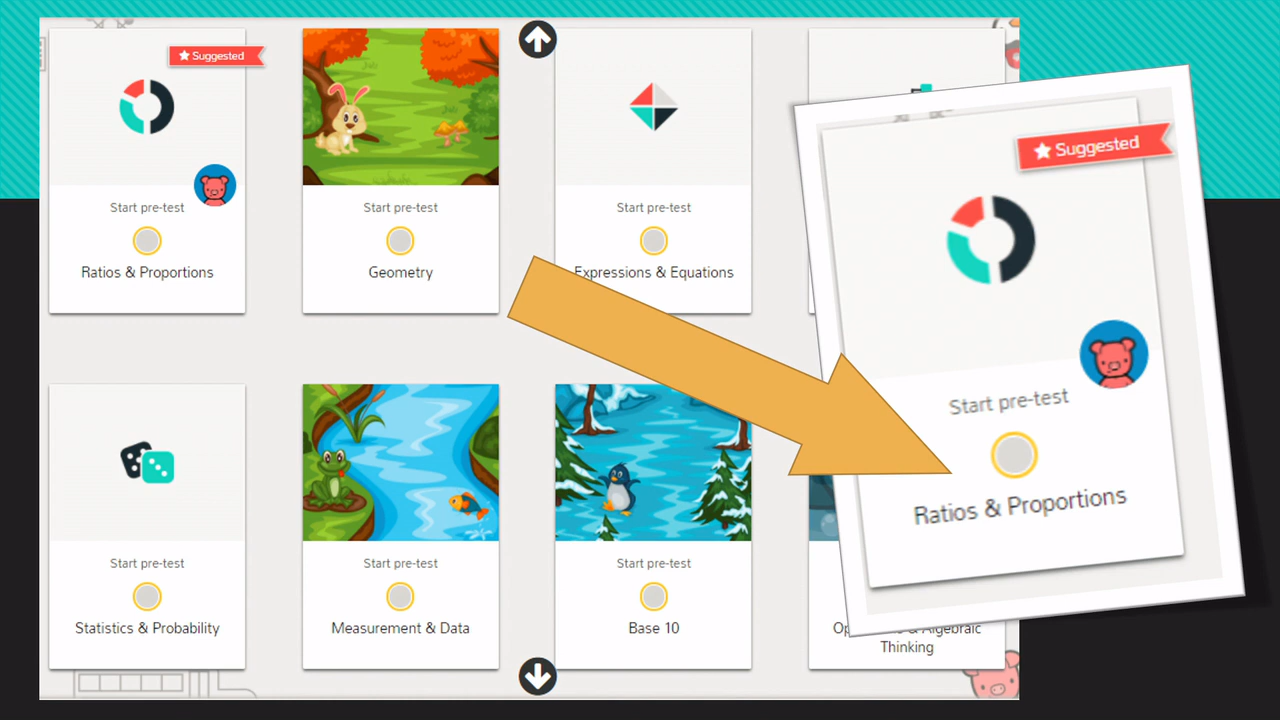 Suggested
Start pre-test
Ratios & Proportions
Start pre-test
Geometry
Start pre-test
Expressions & Equations
Start pre-test
Statistics & Probability
Start pre-test
Measurement & Data
Start pre-test
Base 10
Algebraic
Thinking
Suggested
Start pre-test
Ratios & Proportions